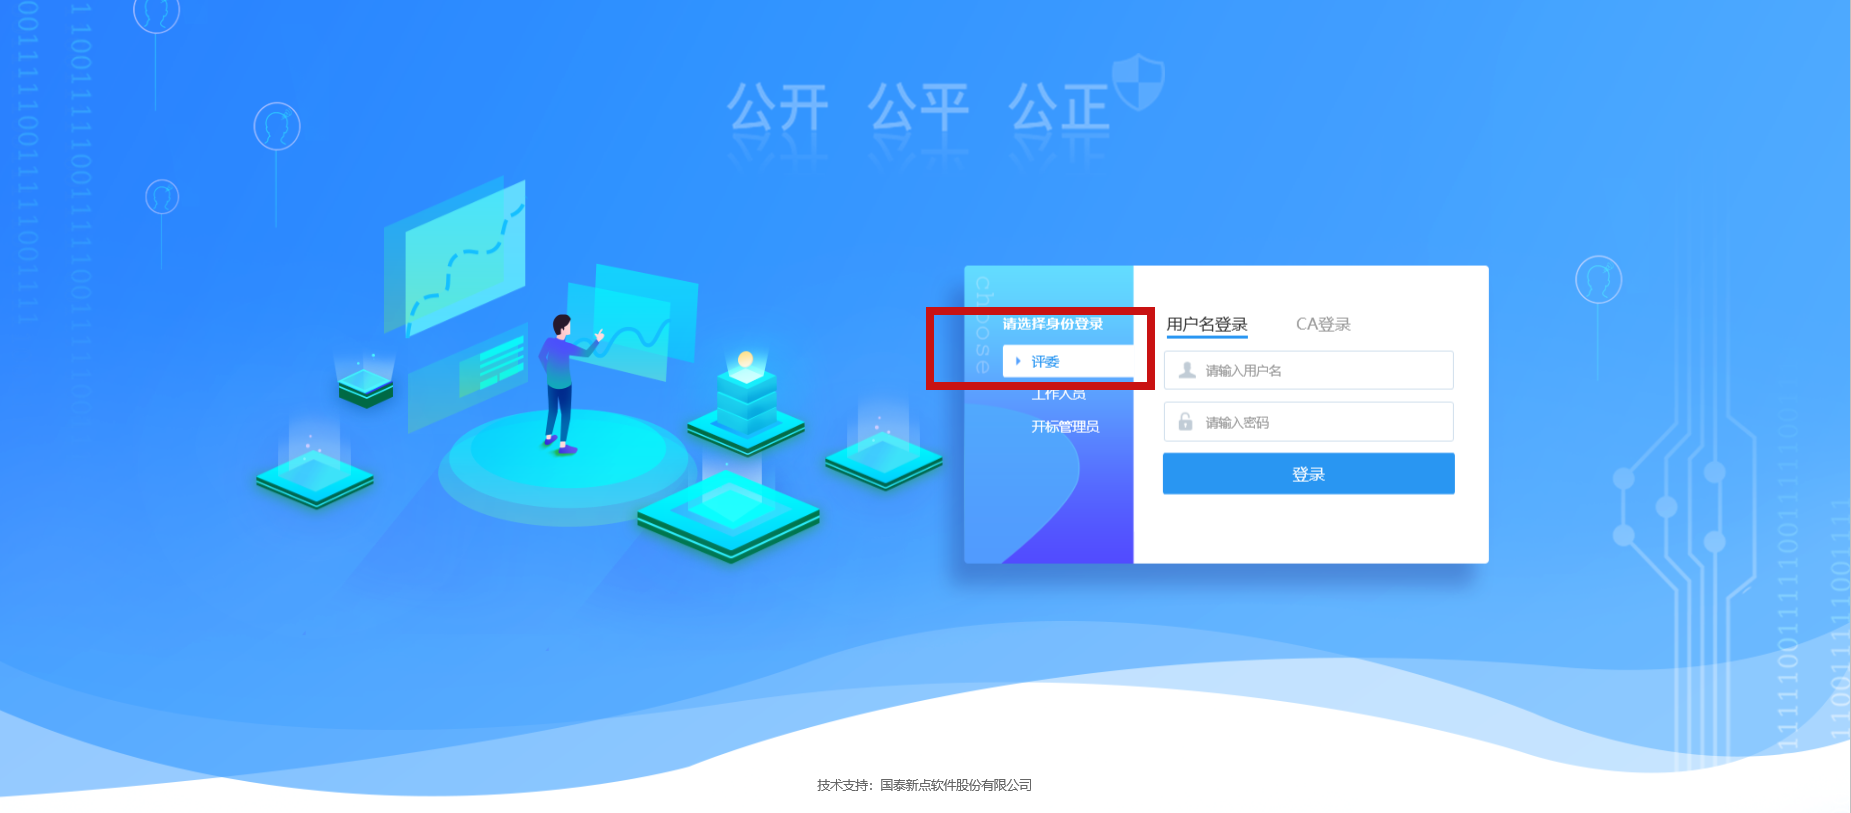 公开 公平 公正
choose
请选择身份登录
评委
工作人员
开标管理员
用户名登录 CA登录
请输入用户名
请输入密码
登录
技术支持：国泰新点软件股份有限公司